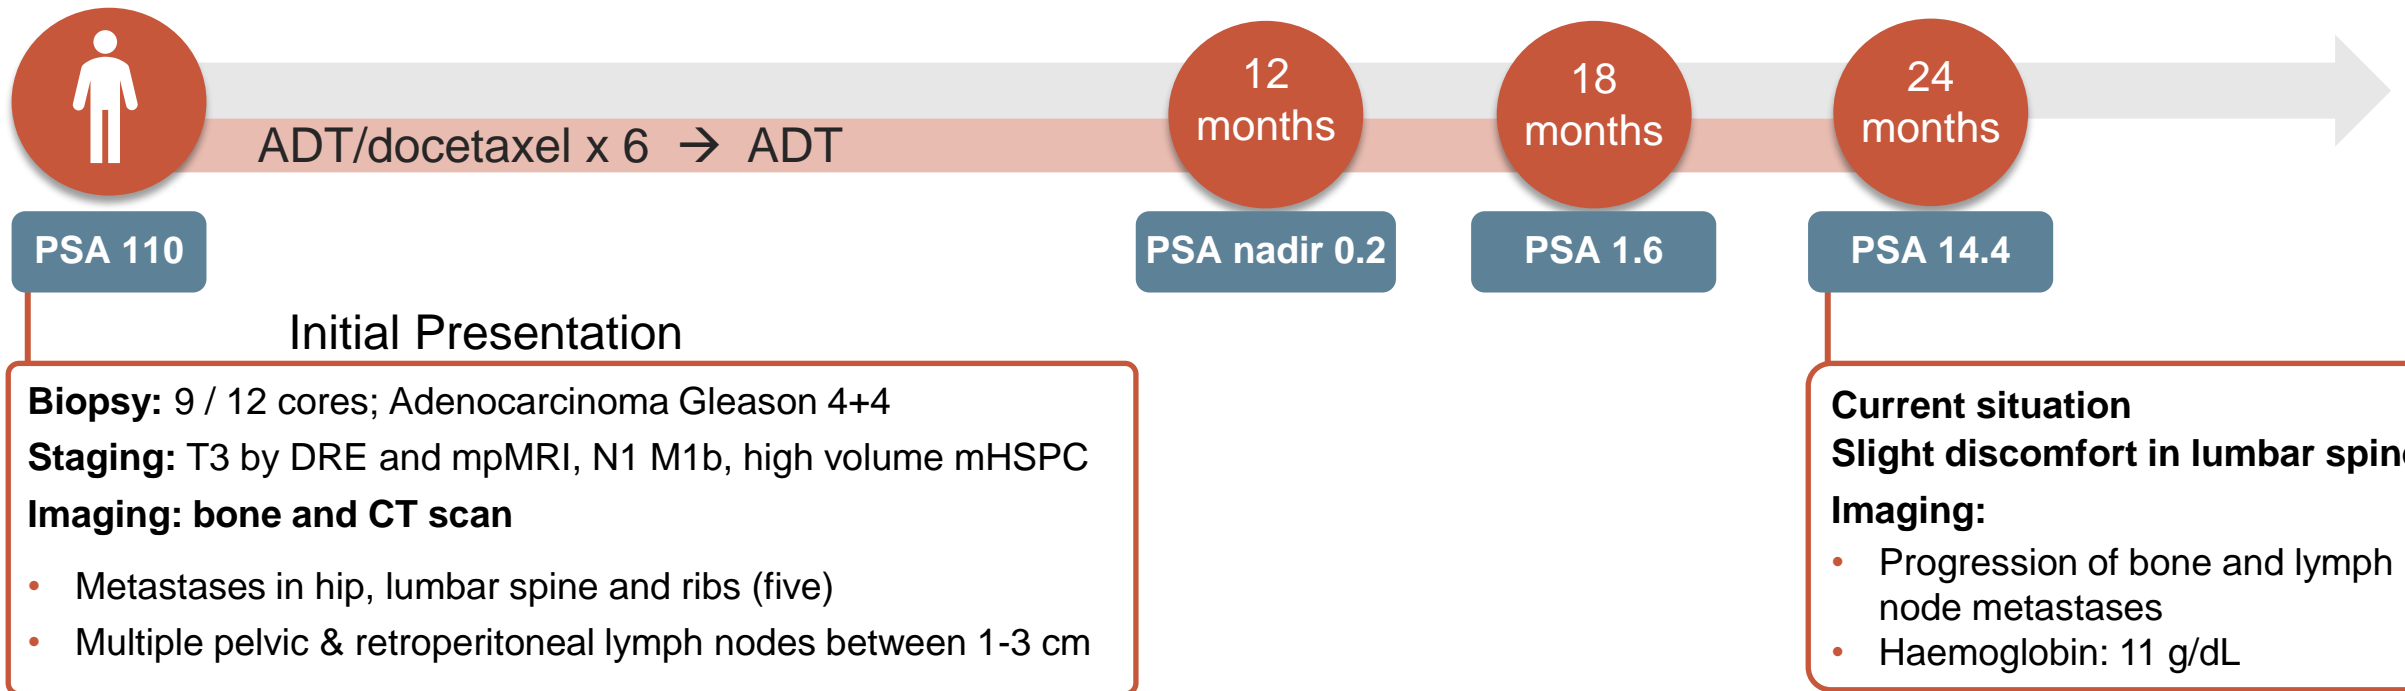 12
months
18
months
24
months
ADT/docetaxel x 6 → ADT
PSA 110
PSA nadir 0.2
PSA 1.6
PSA 14.4
Initial Presentation
Biopsy: 9 / 12 cores; Adenocarcinoma Gleason 4+4
Staging: T3 by DRE and mpMRI, N1 M1b, high volume mHSPC
Imaging: bone and CT scan
• Metastases in hip, lumbar spine and ribs (five)
• Multiple pelvic & retroperitoneal lymph nodes between 1-3 cm
Current situation
Slight discomfort in lumbar spine
Imaging:
• Progression of bone and lymph
node metastases
• Haemoglobin: 11 g/dL